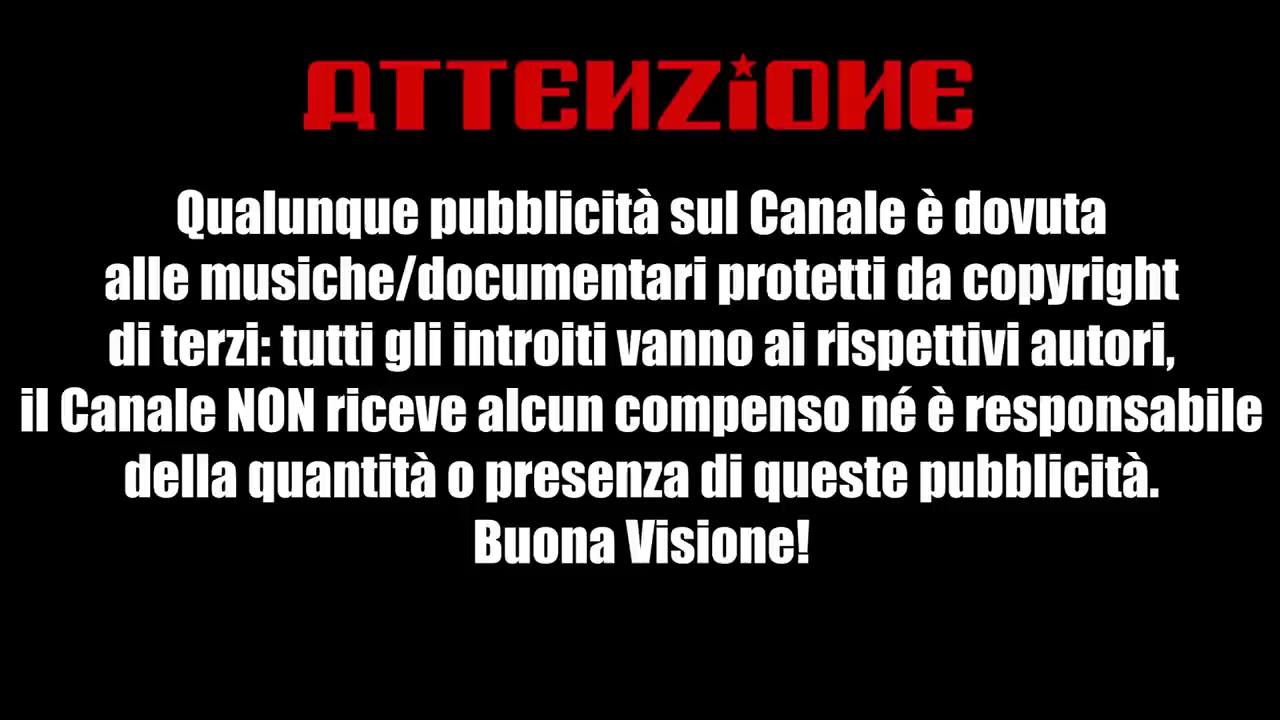 ATTENZIONE
Qualunque pubblicità sul Canale è dovuta
alle musiche/documentari protetti da copyright
di terzi: tutti gli introiti vanno ai rispettivi autori,
il Canale NON riceve alcun compenso né è responsabile
della quantità o presenza di queste pubblicità.
Buona Visione!